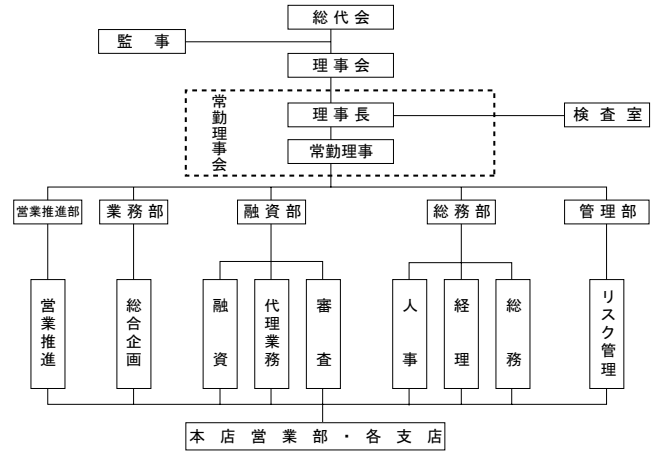 総代会
監事
理事会
常勤理事会
理事長
検査室
常勤理事
営業推進部
業務部
融資部
総務部
管理部
営業推進
総合企画
融資
代理業務
審査
人事
経理
総務
リスク管理
本店営業部・各支店